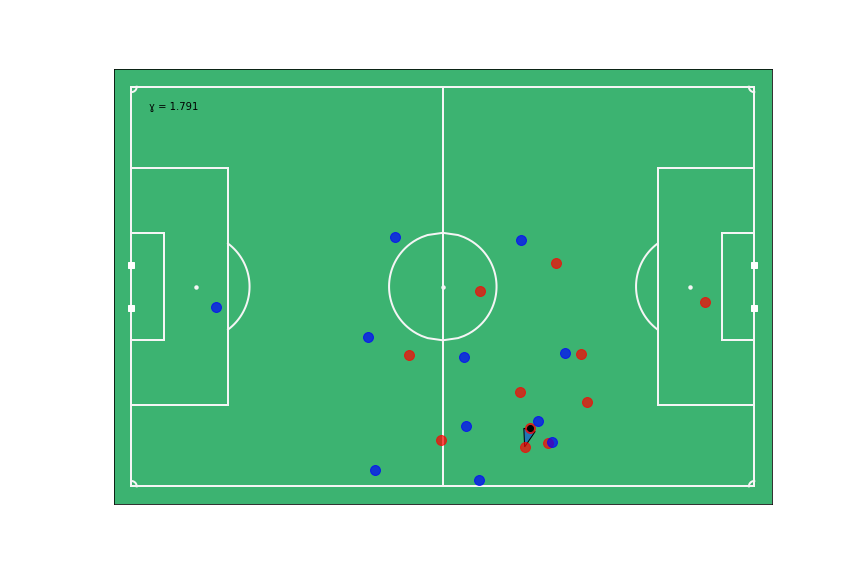 ɣ = 1.791